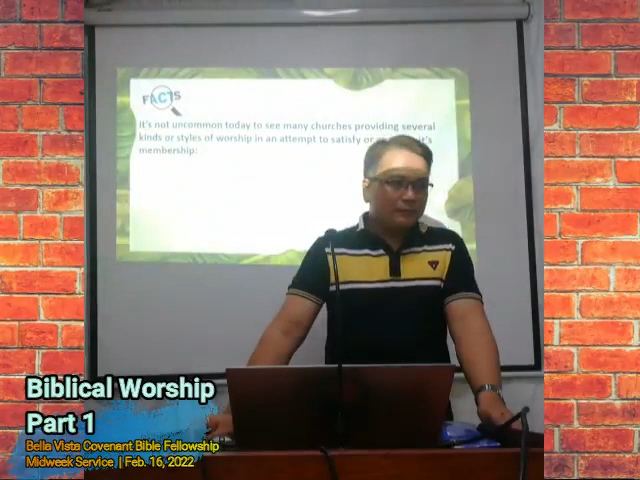 FACTS
It's not uncommon today to see many churches providing several
kinds or styles of worship in an attempt to satisfy or it's
membership:
Biblical Worship
Part 1
Bella Vista Covenant Bible Fellowship
Midweek Service | Feb. 16, 2022